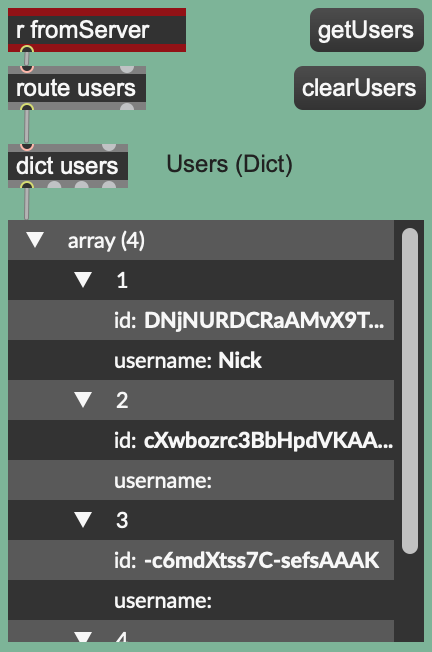 r fromServer
getUsers
route users
clearUsers
dict users
Users (Dict)
array (4)
1
id: DNjNURDCRaAMvX9T...
username: Nick
2
id: cXwbozrc3BbHpdVKAA...
username:
3
id: -c6mdXtss7C-sefsAAAK
username:
4